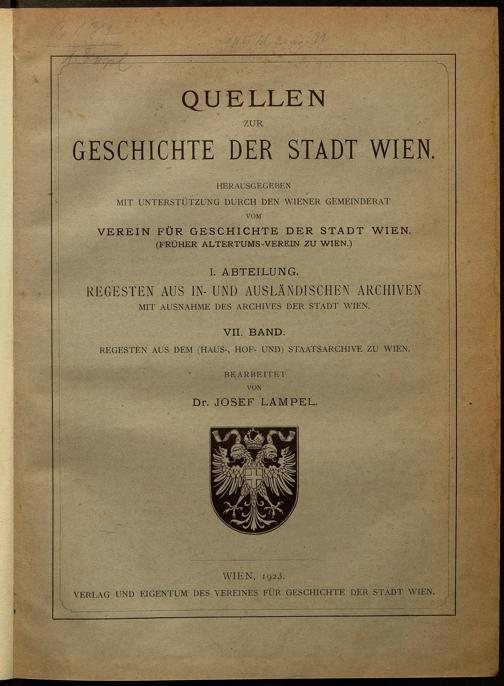 QUELLEN
ZUR
GESCHICHTE DER STADT WIEN.
HERAUSGEGEBEN
MIT UNTERSTÜTZUNG DURCH DEN WIENER GEMEINDERAT
VOM
VEREIN FÜR GESCHICHTE DER STADT WIEN.
(FRÜHER ALTERTUMS-VEREIN ZU WIEN.)
I. ABTEILUNG.
REGESTEN AUS IN- UND AUSLÄNDISCHEN ARCHIVEN
MIT AUSNAHME DES ARCHIVES DER STADT WIEN.
VII. BAND.
REGESTEN AUS DEM (HAUS-, HOF- UND) STAATSARCHIVE ZU WIEN.
BEARBEITET
VON
Dr. JOSEF LAMPEL.
WIEN, 1923.
VERLAG UND EIGENTUM DES VEREINES FÜR GESCHICHTE DER STADT WIEN.